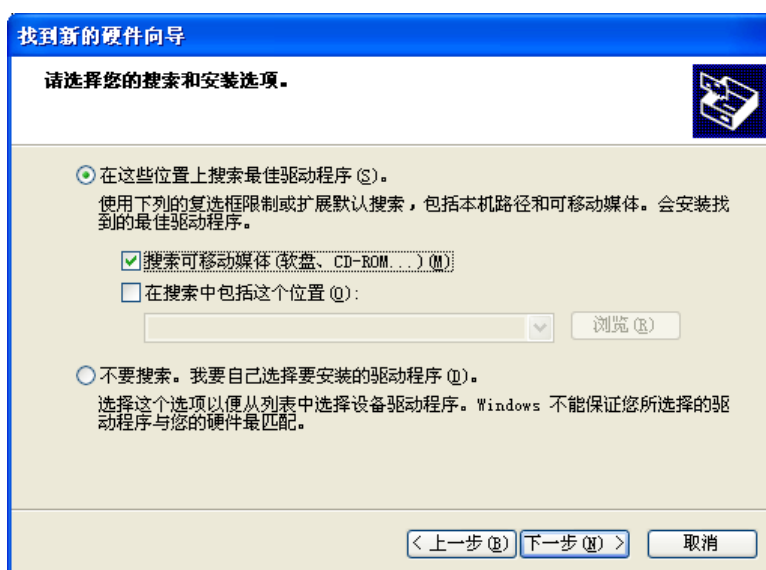 找到新的硬件向导
请选择您的搜索和安装选项。
在这些位置上搜索最佳驱动程序(S)。
使用下列的复选框限制或扩展默认搜索，包括本机路径和可移动媒体。会安装找
到的最佳驱动程序。
搜索可移动媒体(软盘、CD-ROM...)(M)
在搜索中包括这个位置(O):
浏览(R)
不要搜索。我要自己选择要安装的驱动程序(D)。
选择这个选项以便从列表中选择设备驱动程序。Windows 不能保证您所选择的驱
动程序与您的硬件最匹配。
< 上一步(B) 下一步(N) > 取消